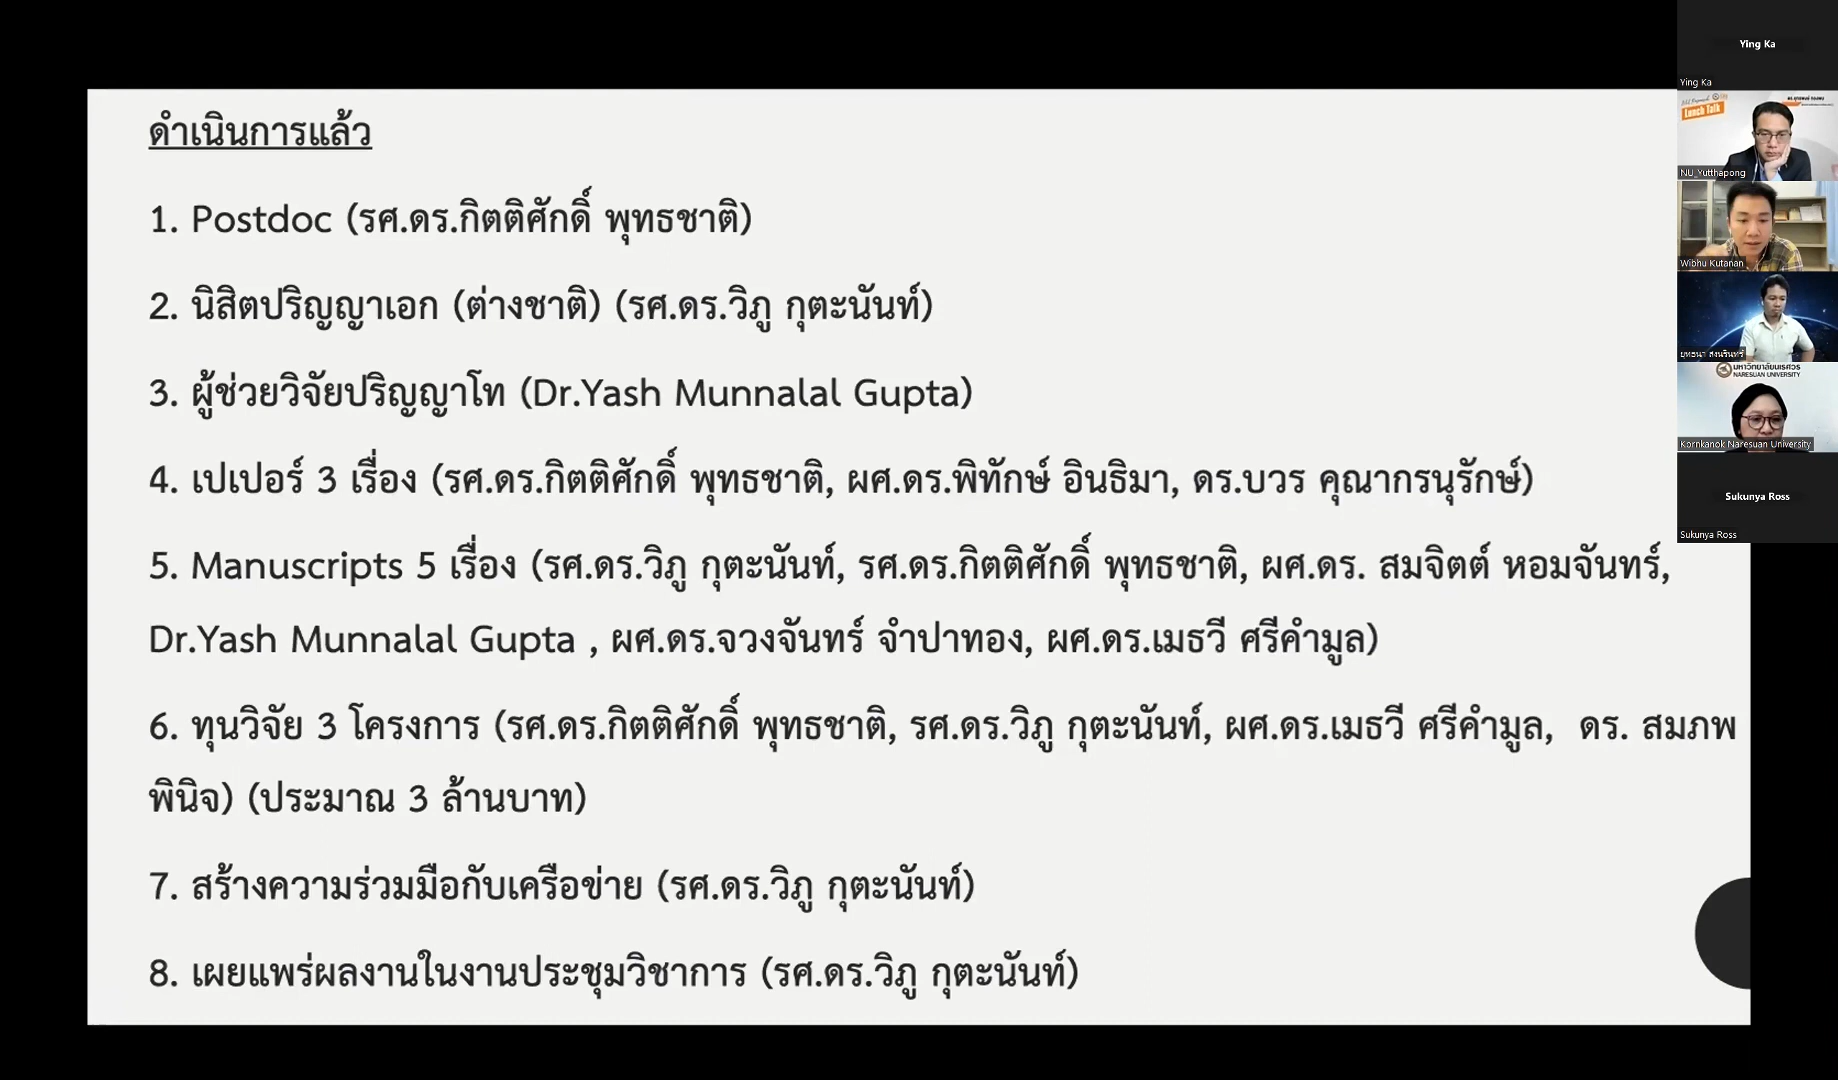 ดำเนินการแล้ว
1. Postdoc (รศ.ดร.กิตติศักดิ์ พุทธชาติ)
2. นิสิตปริญญาเอก (ต่างชาติ) (รศ.ดร.วิภู กุตะนันท์)
3. ผู้ช่วยวิจัยปริญญาโท (Dr.Yash Munnalal Gupta)
4. เปเปอร์ 3 เรื่อง (รศ.ดร.กิตติศักดิ์ พุทธชาติ, ผศ.ดร.พิทักษ์ อินธิมา, ดร.บวร คุณากรนุรักษ์)
5. Manuscripts 5 เรื่อง (รศ.ดร.วิภู กุตะนันท์, รศ.ดร.กิตติศักดิ์ พุทธชาติ, ผศ.ดร. สมจิตต์ หอมจันทร์,
Dr.Yash Munnalal Gupta , ผศ.ดร.จวงจันทร์ จำปาทอง, ผศ.ดร.เมธวี ศรีคำมูล)
6. ทุนวิจัย 3 โครงการ (รศ.ดร.กิตติศักดิ์ พุทธชาติ, รศ.ดร.วิภู กุตะนันท์, ผศ.ดร.เมธวี ศรีคำมูล, ดร. สมภพ
พินิจ) (ประมาณ 3 ล้านบาท)
7. สร้างความร่วมมือกับเครือข่าย (รศ.ดร.วิภู กุตะนันท์)
8. เผยแพร่ผลงานในงานประชุมวิชาการ (รศ.ดร.วิภู กุตะนันท์)
Ying Ka
Ying Ka
Lunch Talk
NU_Yutthapong
Wibhu Kutanan
มหาวิทยาลัยนเรศวร
NARESUAN UNIVERSITY
Kornkanok Naresuan University
Sukunya Ross
Sukunya Ross